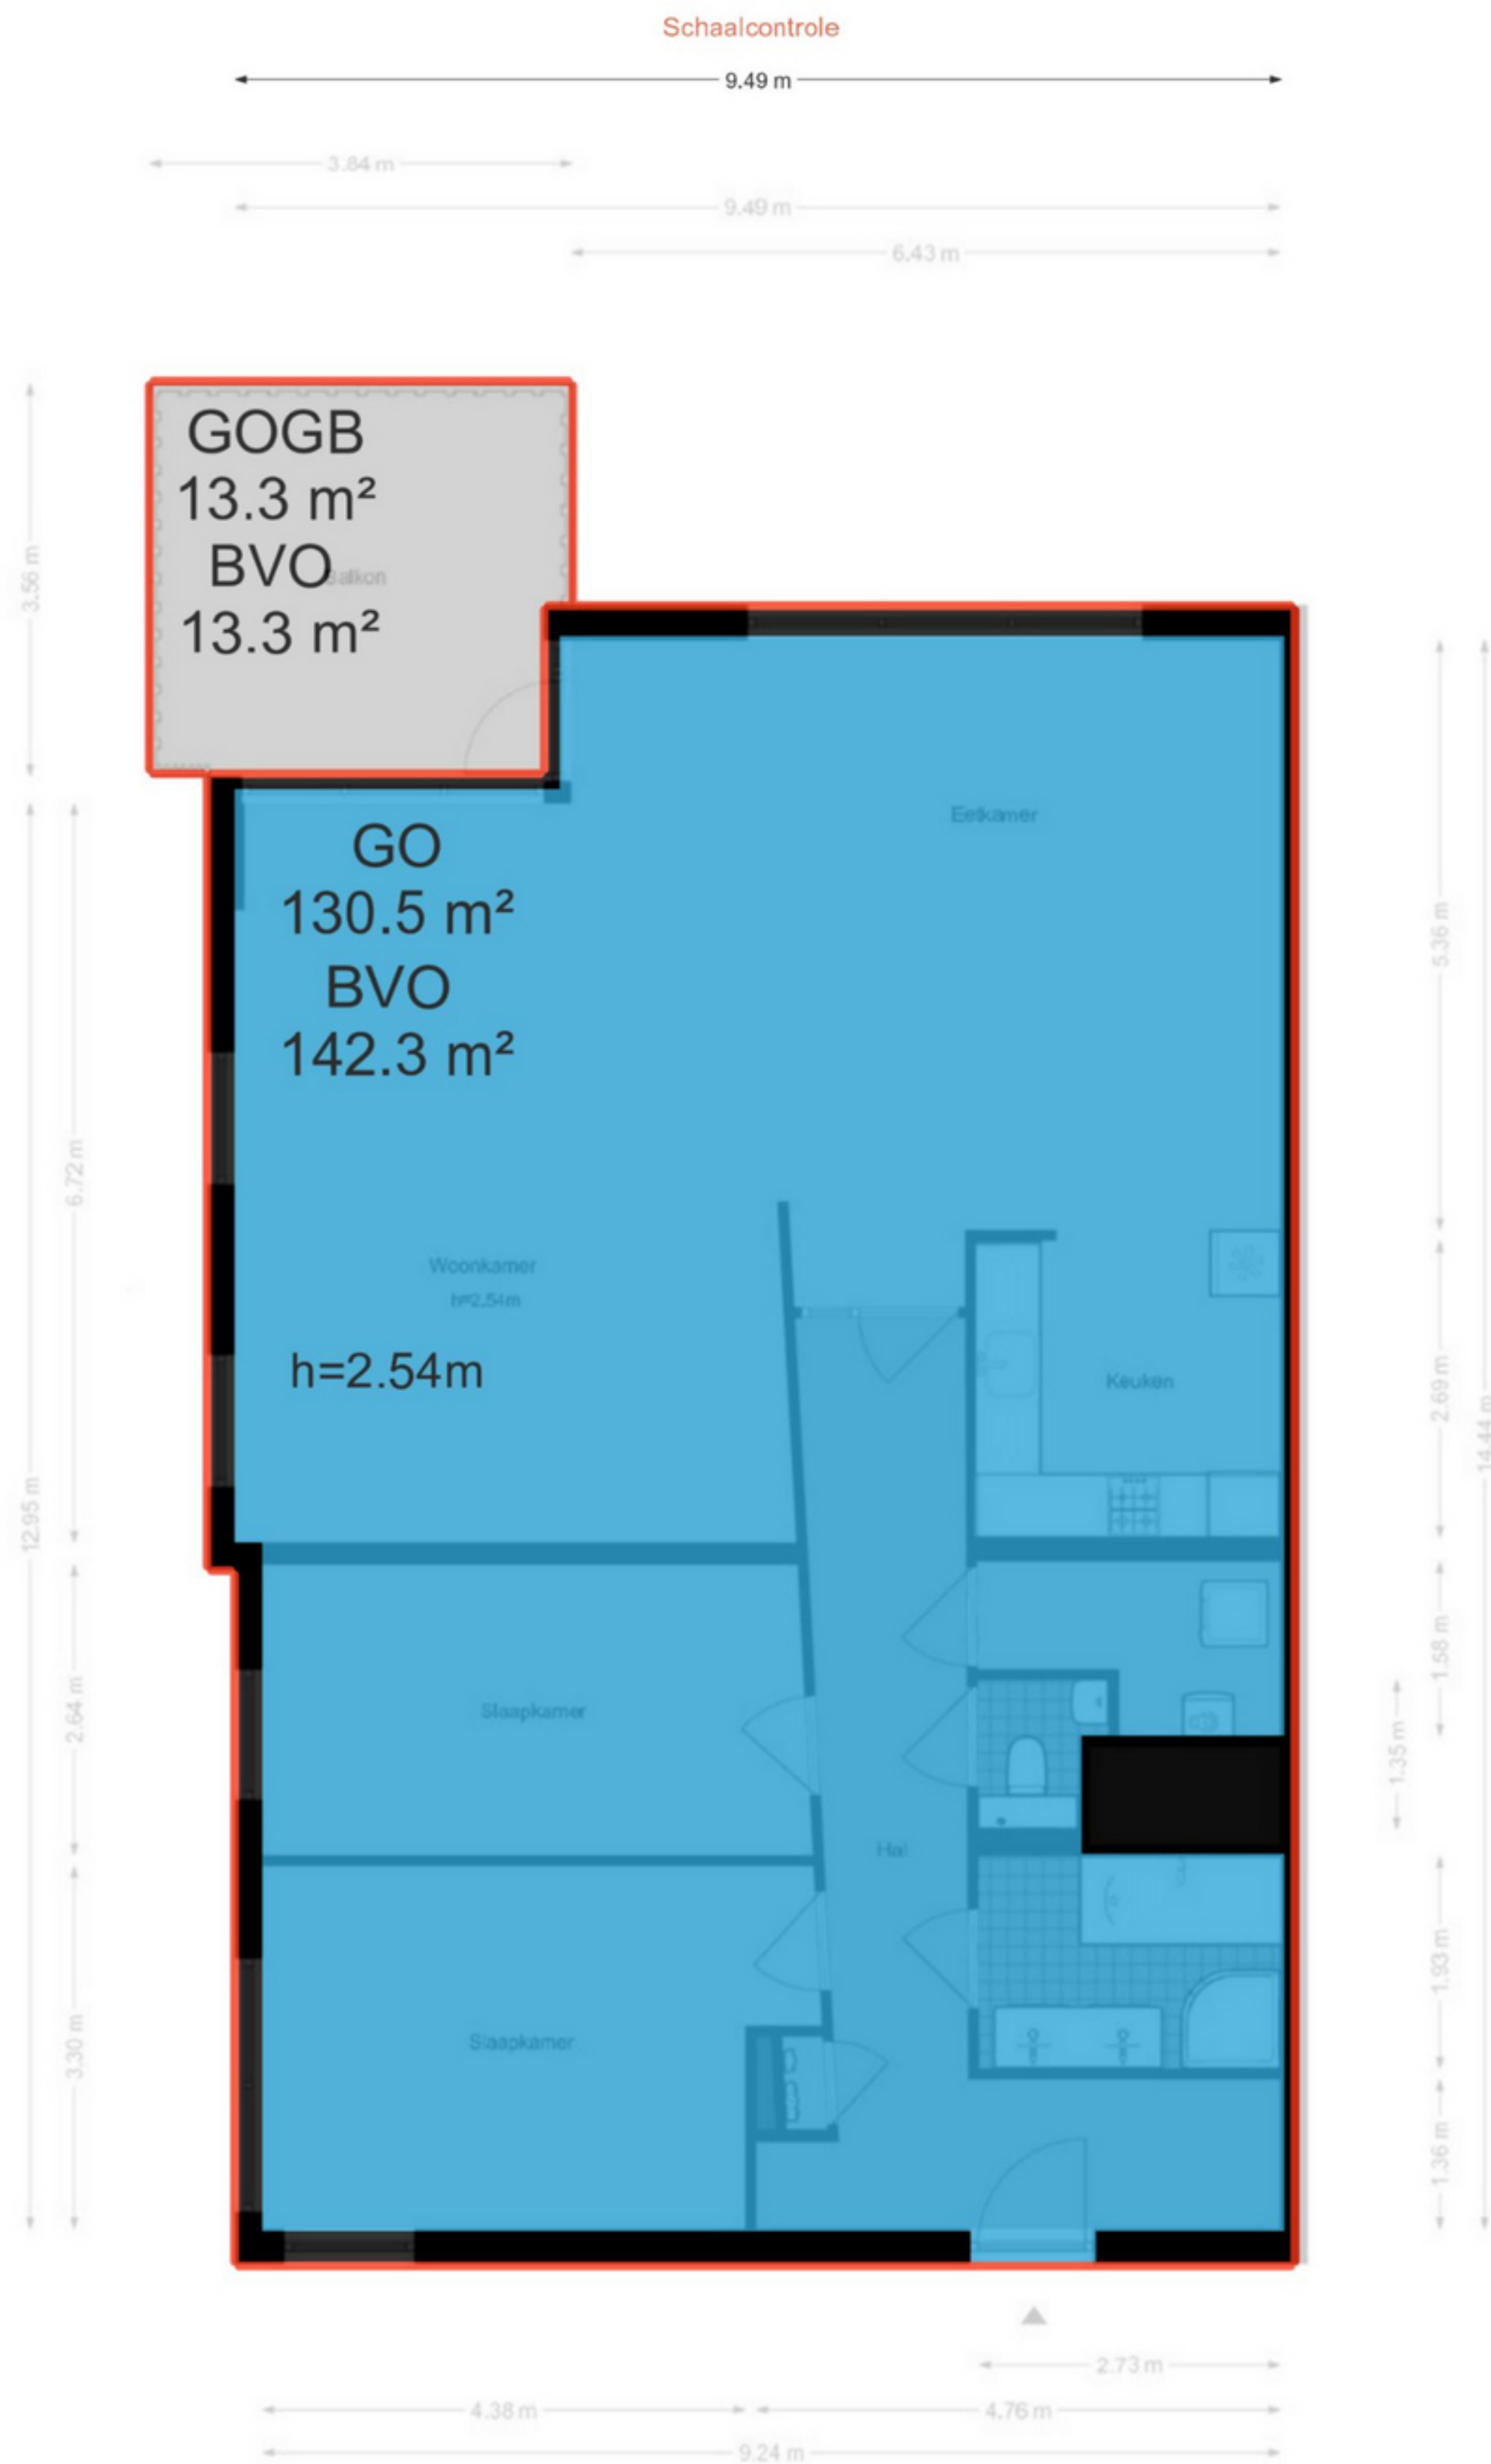 Schaalcontrole
9.49 m
3.84 m
9.49 m
6.43 m
GOGB
13.3 m²
BVO
Balkon
13.3 m²
3.56 m
Eetkamer
GO
130.5 m²
BVO
142.3 m²
5.36 m
6.72 m
Woonkamer
h=2.54m
h=2.54m
Keuken
2.69 m
14.44 m
12.95 m
1.58 m
2.64 m
Slaapkamer
1.35 m
Hal
1.93 m
Slaapkamer
3.30 m
1.36 m
2.73 m
4.38 m
4.76 m
9.24 m